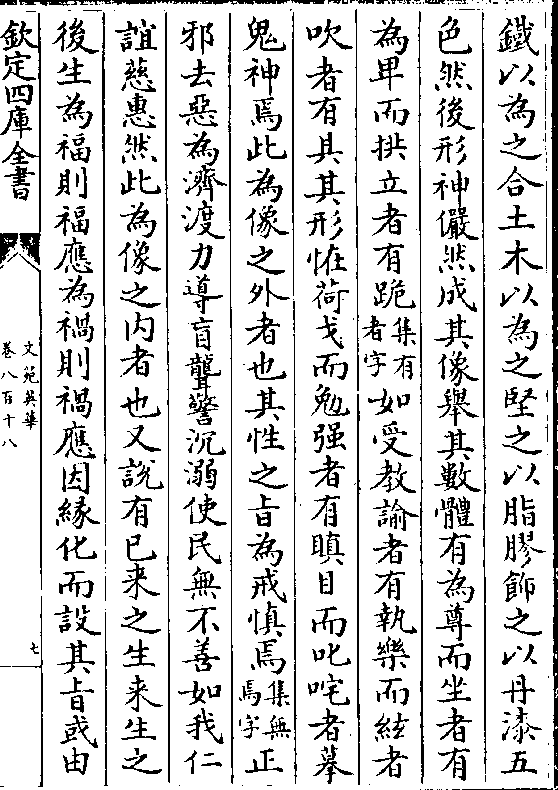 鐵以為之合土木以為之堅之以脂膠飾之以丹漆五
色然後形神儼然成其像舉其數體有為尊而坐者有
為卑而拱立者有跪集有者字如受教諭者有執樂而絃者
吹者有具其形恠荷戈而勉强者有瞋目而叱咤者摹
鬼神焉此為像之外者也其性之旨為戒慎焉集無焉字正
邪去惡為濟渡力導盲聾警沉溺使民無不善如我仁
誼慈惠然此為像之内者也又說有已来之生来生之
後生為福則福應為禍則禍應因緣化而設其旨或由
欽定四庫全書
文苑英華
卷八百十八
七